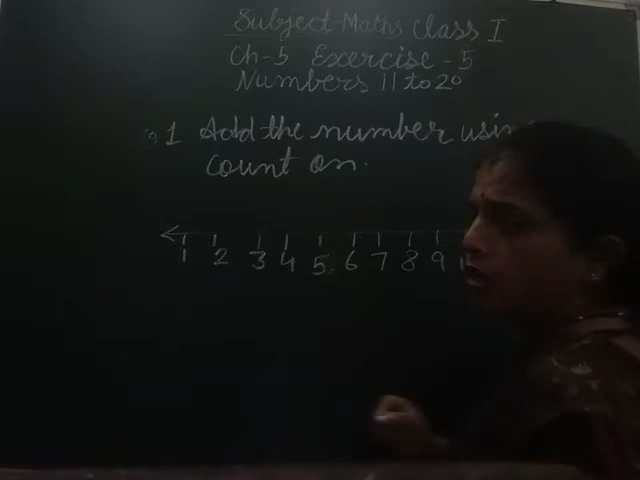 Subject-Maths Class I
Ch-5 Exercise - 5
Numbers 11 to 20
1 Add the number
count on.
1 2 3 4 5 6 7 8 9